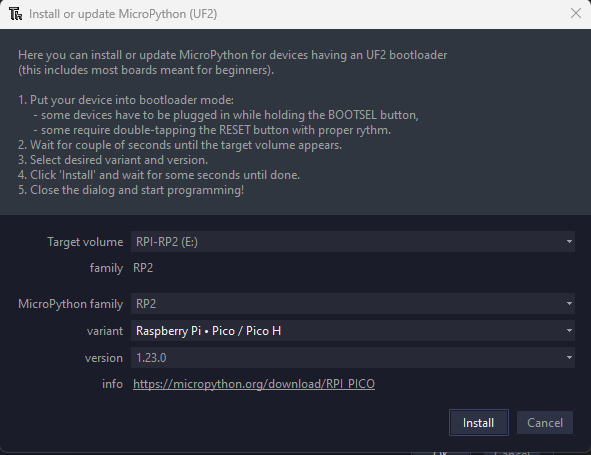 Install or update MicroPython (UF2)
Here you can install or update MicroPython for devices having an UF2 bootloader
(this includes most boards meant for beginners).
1. Put your device into bootloader mode:
- some devices have to be plugged in while holding the BOOTSEL button,
- some require double-tapping the RESET button with proper rythm.
2. Wait for couple of seconds until the target volume appears.
3. Select desired variant and version.
4. Click 'Install' and wait for some seconds until done.
5. Close the dialog and start programming!
Target volume RPI-RP2 (E:)
family RP2
MicroPython family RP2
variant Raspberry Pi • Pico / Pico H
version 1.23.0
info https://micropython.org/download/RPI_PICO
Install Cancel